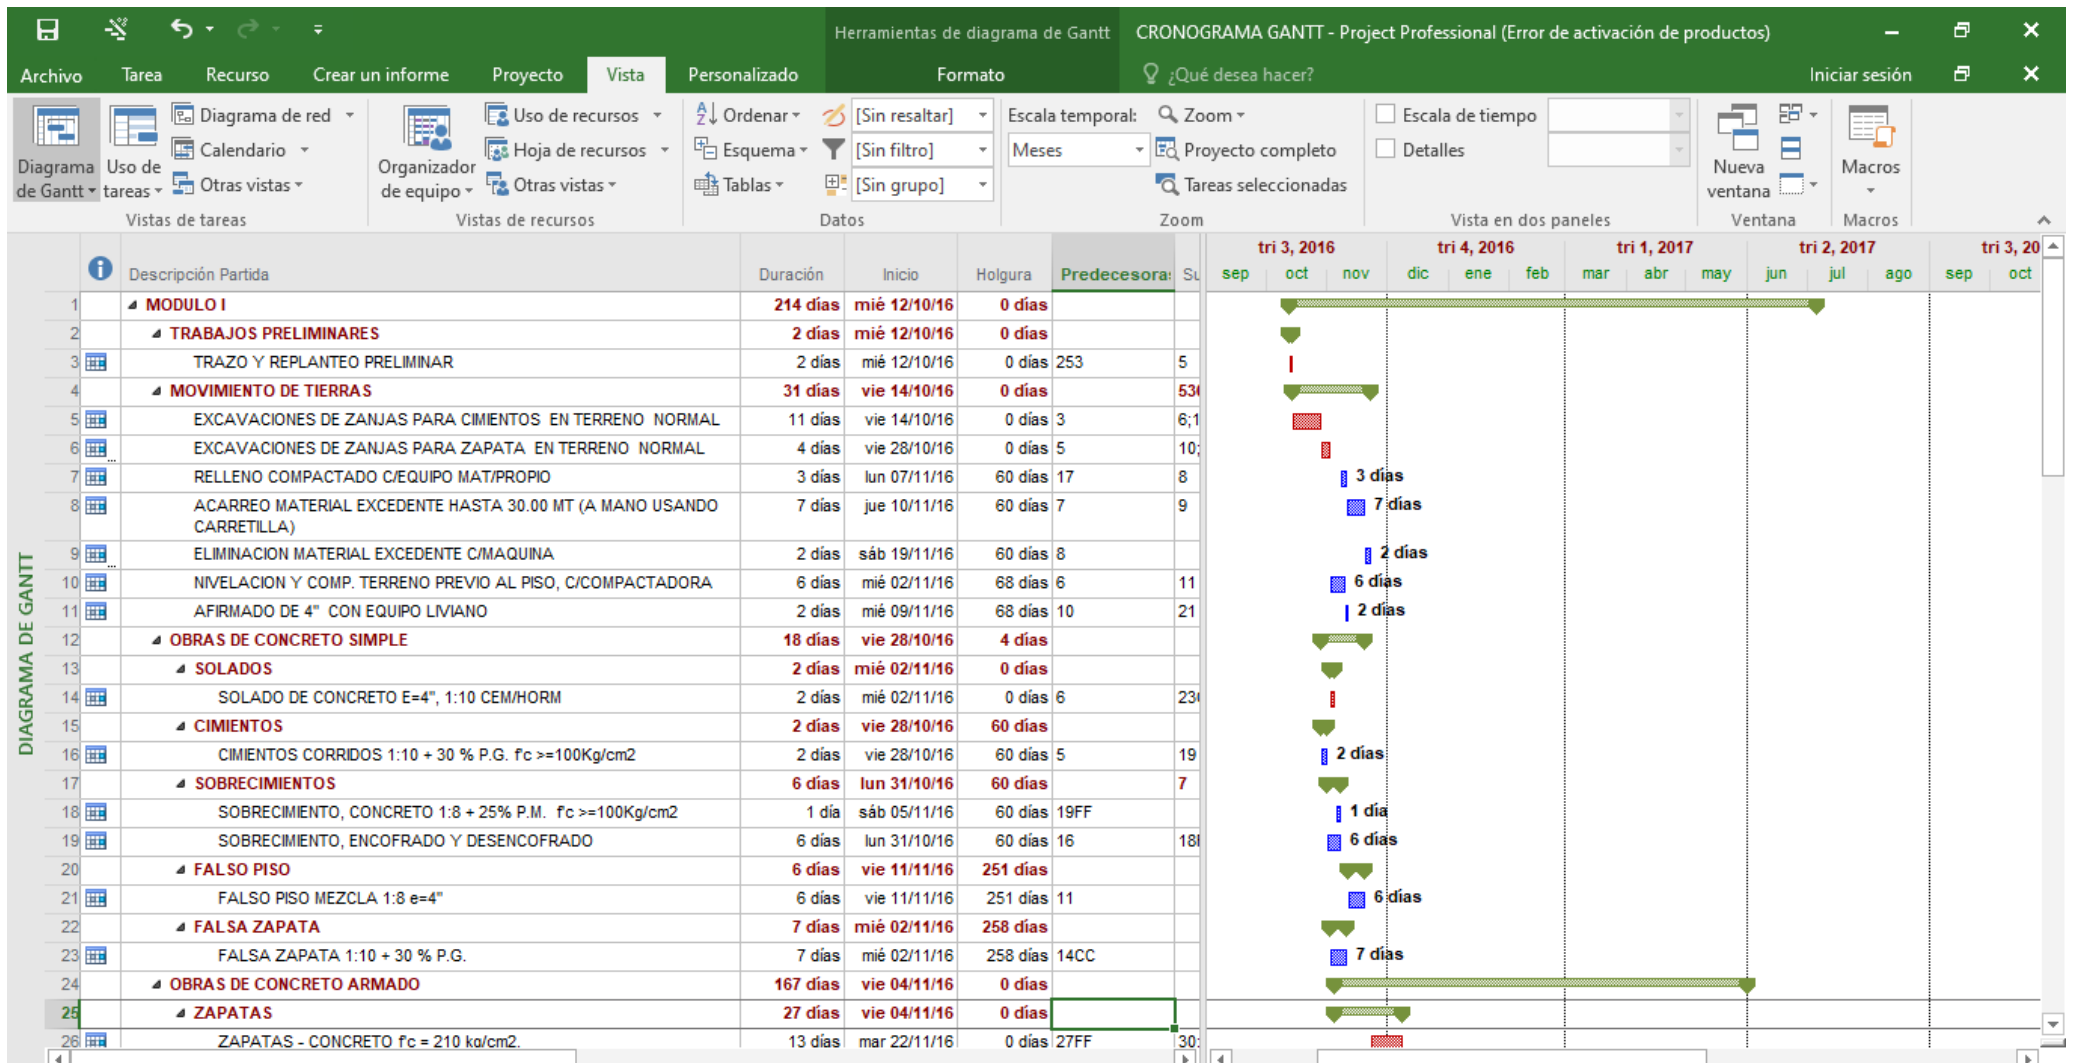 Herramientas de diagrama de Gantt CRONOGRAMA GANTT - Project Professional (Error de activación de productos)
Archivo Tarea Recurso Crear un informe Proyecto Vista Personalizado Formato ¿Qué desea hacer? Iniciar sesión
Diagrama de Gantt
Uso de tareas
Diagrama de red
Calendario
Otras vistas
Vistas de tareas
Organizador de equipo
Uso de recursos
Hoja de recursos
Otras vistas
Vistas de recursos
Ordenar
Esquema
Tablas
[Sin resaltar]
[Sin filtro]
[Sin grupo]
Datos
Escala temporal:
Meses
Zoom
Proyecto completo
Tareas seleccionadas
Zoom
Escala de tiempo
Detalles
Vista en dos paneles
Nueva ventana
Ventana
Macros
Macros
DIAGRAMA DE GANTT
tri 3, 2016 tri 4, 2016 tri 1, 2017 tri 2, 2017 tri 3, 20
Descripción Partida Duración Inicio Holgura Predecesora: Su sep oct nov dic ene feb mar abr may jun jul ago sep oct
1 MODULO I 214 días mié 12/10/16 0 días
2 TRABAJOS PRELIMINARES 2 días mié 12/10/16 0 días
3 TRAZO Y REPLANTEO PRELIMINAR 2 días mié 12/10/16 0 días 253 5
4 MOVIMIENTO DE TIERRAS 31 días vie 14/10/16 0 días 53
5 EXCAVACIONES DE ZANJAS PARA CIMIENTOS EN TERRENO NORMAL 11 días vie 14/10/16 0 días 3 6;1
6 EXCAVACIONES DE ZANJAS PARA ZAPATA EN TERRENO NORMAL 4 días vie 28/10/16 0 días 5 10;
7 RELLENO COMPACTADO C/EQUIPO MAT/PROPIO 3 días lun 07/11/16 60 días 17 8 3 días
8 ACARREO MATERIAL EXCEDENTE HASTA 30.00 MT (A MANO USANDO 7 días jue 10/11/16 60 días 7 9 7 días
CARRETILLA)
9 ELIMINACION MATERIAL EXCEDENTE C/MAQUINA 2 días sáb 19/11/16 60 días 8 2 días
10 NIVELACION Y COMP. TERRENO PREVIO AL PISO, C/COMPACTADORA 6 días mié 02/11/16 68 días 6 11 6 días
11 AFIRMADO DE 4" CON EQUIPO LIVIANO 2 días mié 09/11/16 68 días 10 21 2 días
12 OBRAS DE CONCRETO SIMPLE 18 días vie 28/10/16 4 días
13 SOLADOS 2 días mié 02/11/16 0 días
14 SOLADO DE CONCRETO E=4", 1:10 CEM/HORM 2 días mié 02/11/16 0 días 6 23
15 CIMIENTOS 2 días vie 28/10/16 60 días
16 CIMIENTOS CORRIDOS 1:10 + 30 % P.G. f'c >=100Kg/cm2 2 días vie 28/10/16 60 días 5 19 2 días
17 SOBRECIMIENTOS 6 días lun 31/10/16 60 días 7
18 SOBRECIMIENTO, CONCRETO 1:8 + 25% P.M. f'c >=100Kg/cm2 1 día sáb 05/11/16 60 días 19FF 1 día
19 SOBRECIMIENTO, ENCOFRADO Y DESENCOFRADO 6 días lun 31/10/16 60 días 16 18 6 días
20 FALSO PISO 6 días vie 11/11/16 251 días
21 FALSO PISO MEZCLA 1:8 e=4" 6 días vie 11/11/16 251 días 11 6 días
22 FALSA ZAPATA 7 días mié 02/11/16 258 días
23 FALSA ZAPATA 1:10 + 30 % P.G. 7 días mié 02/11/16 258 días 14CC 7 días
24 OBRAS DE CONCRETO ARMADO 167 días vie 04/11/16 0 días
25 ZAPATAS 27 días vie 04/11/16 0 días
26 ZAPATAS - CONCRETO f'c = 210 kg/cm2. 13 días mar 22/11/16 0 días 27FF 30